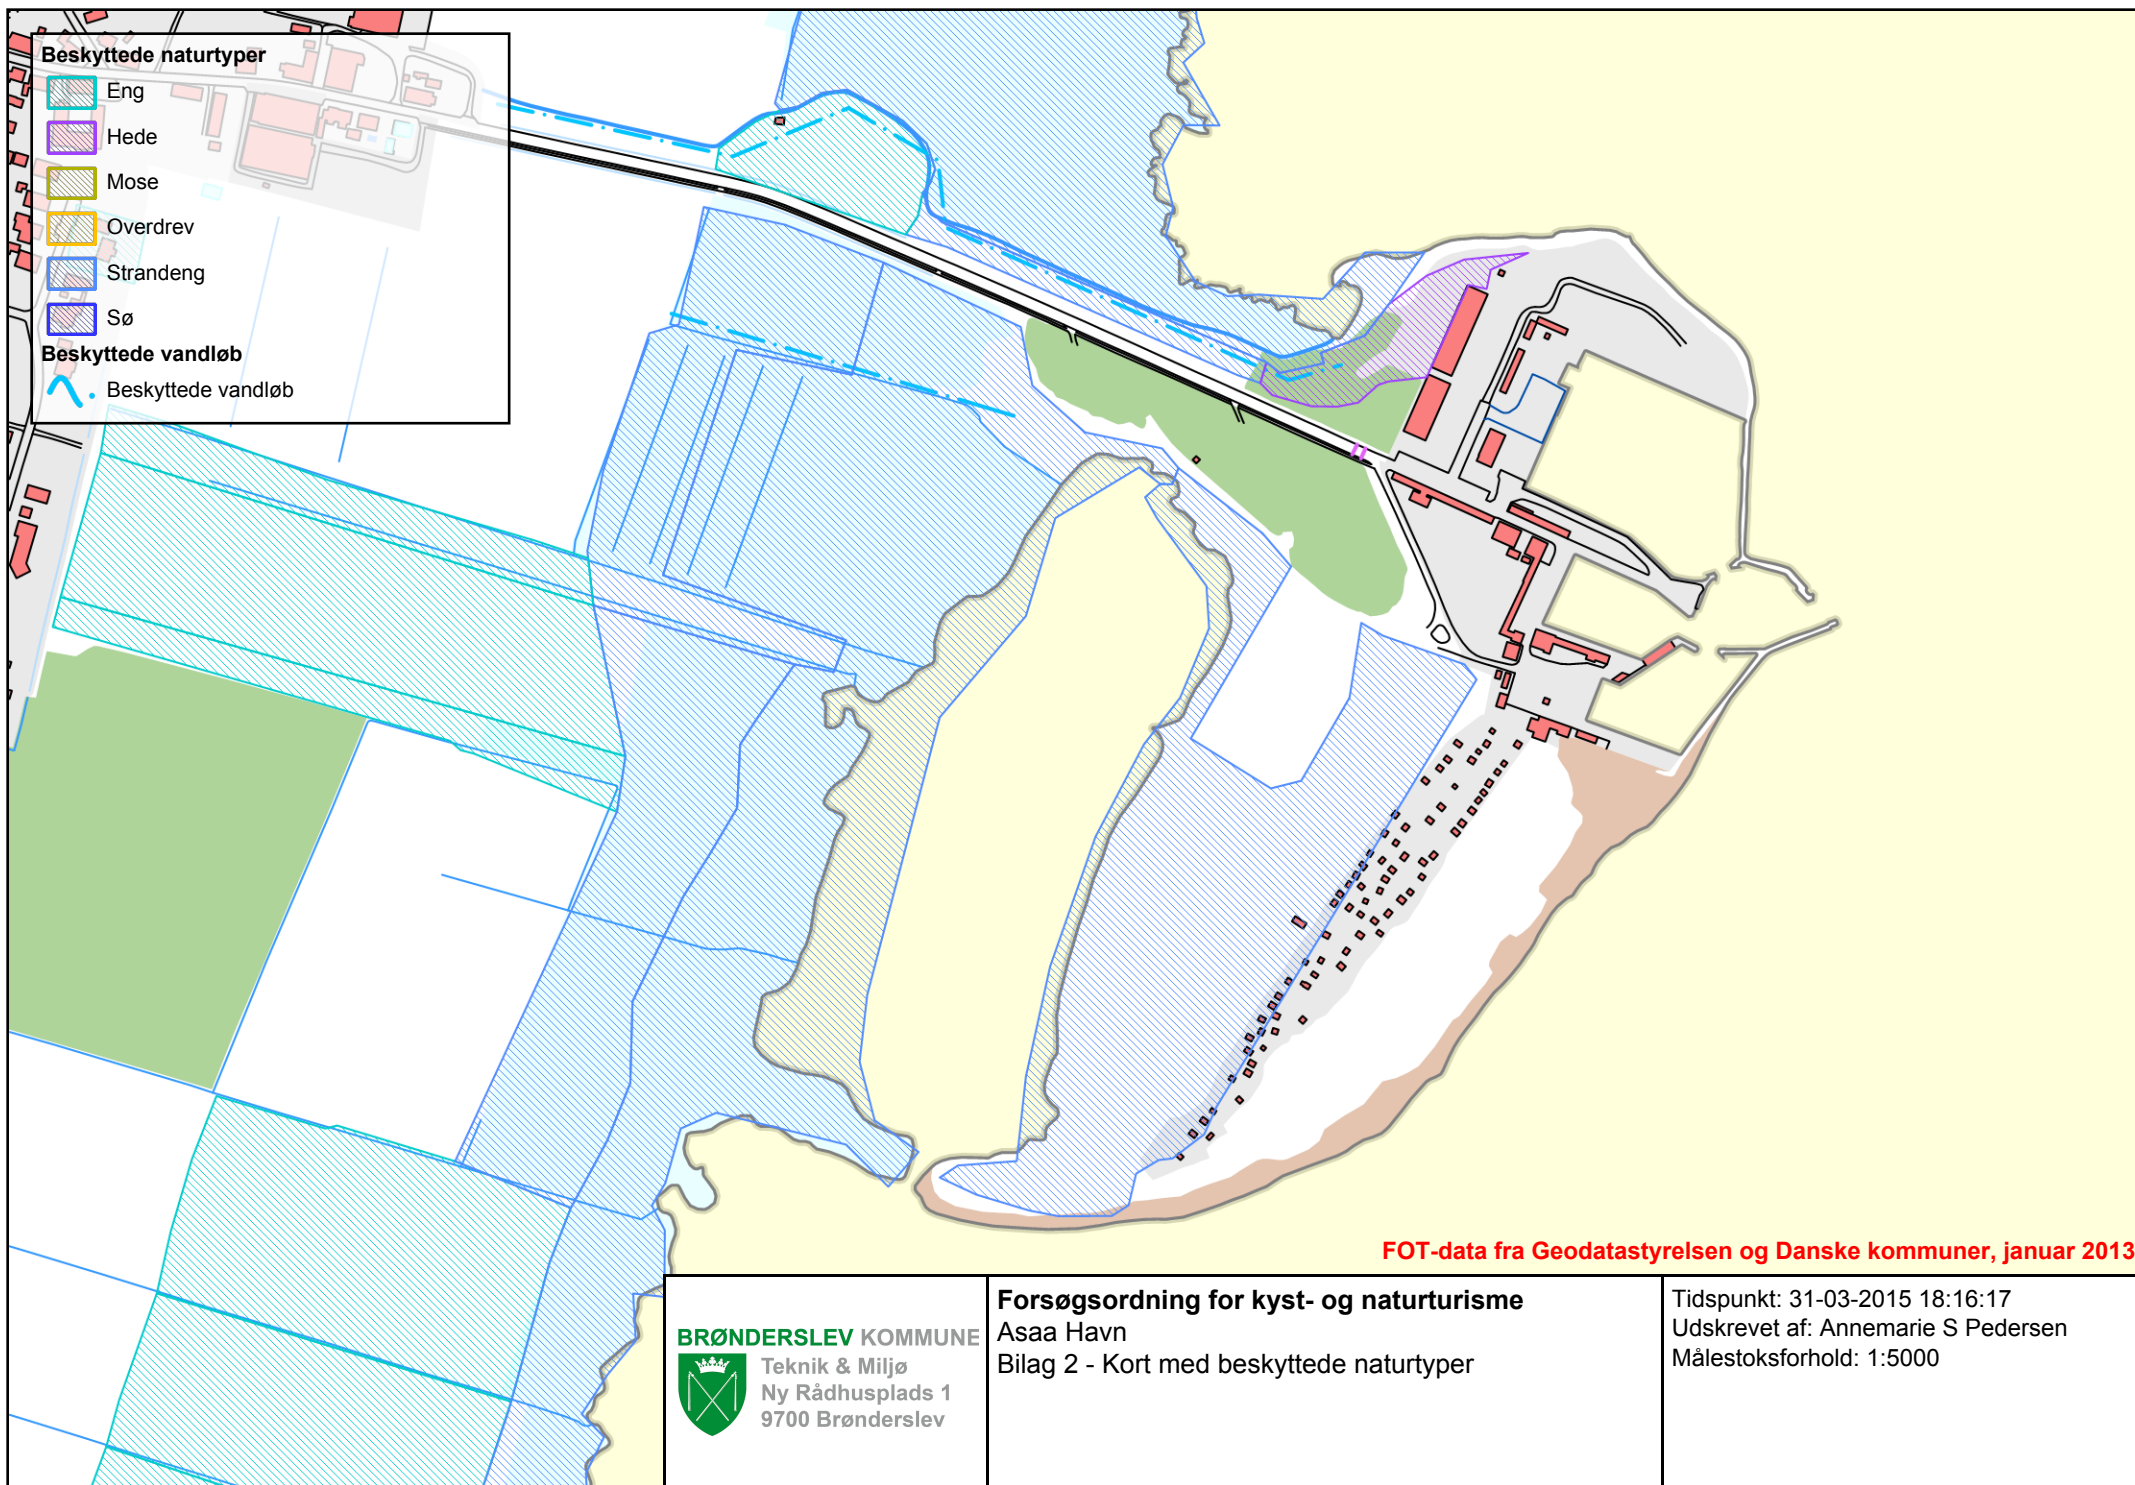 Beskyttede naturtyper
Eng
Hede
Mose
Overdrev
Strandeng
Sø
Beskyttede vandløb
Beskyttede vandløb
FOT-data fra Geodatastyrelsen og Danske kommuner, januar 2013
BRØNDERSLEV KOMMUNE
Teknik & Miljø
Ny Rådhusplads 1
9700 Brønderslev
Forsøgsordning for kyst- og naturturisme
Asaa Havn
Bilag 2 - Kort med beskyttede naturtyper
Tidspunkt: 31-03-2015 18:16:17
Udskrevet af: Annemarie S Pedersen
Målestoksforhold: 1:5000